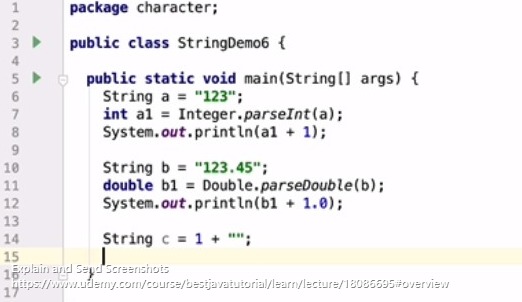 1 package character;
2
3 public class StringDemo6 {
4
5 public static void main(String[] args) {
6 String a = "123";
7 int a1 = Integer.parseInt(a);
8 System.out.println(a1 + 1);
9
10 String b = "123.45";
11 double b1 = Double.parseDouble(b);
12 System.out.println(b1 + 1.0);
13
14 String c = 1 + "";
15
Explain and Send Screenshots
16 }
https://www.udemy.com/course/bestjavatutorial/learn/lecture/18086695#overview
17